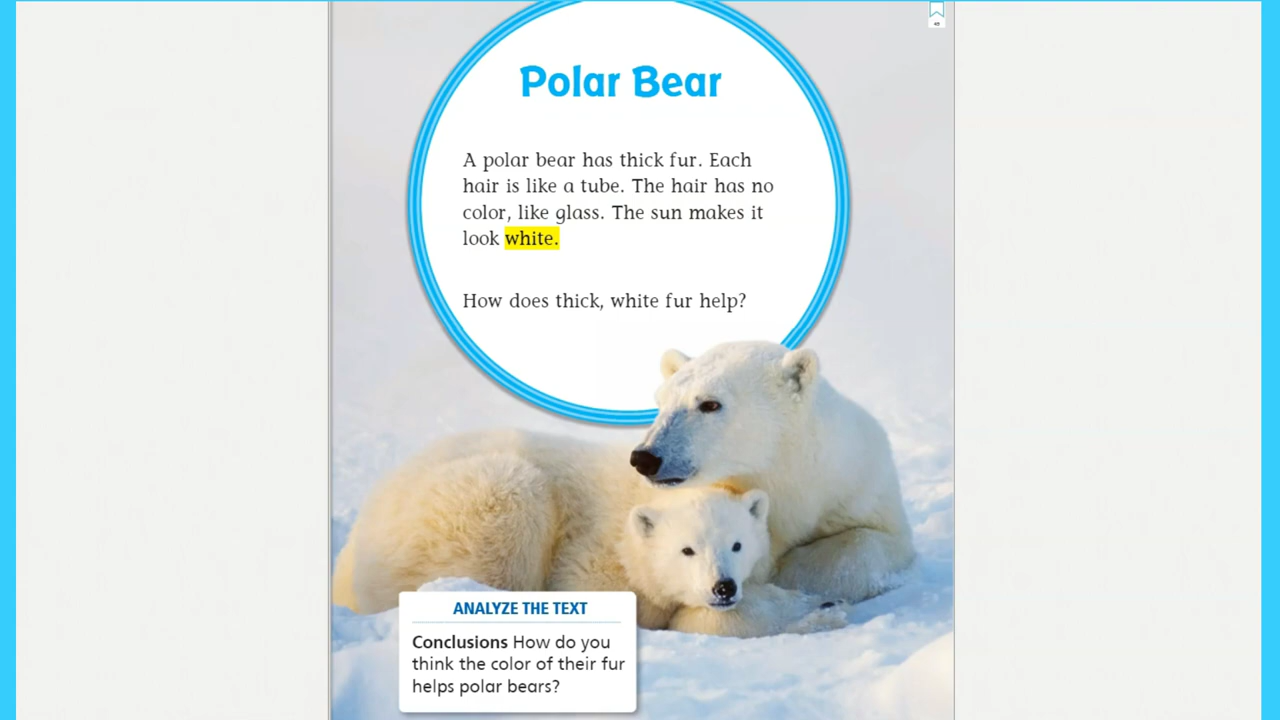 Polar Bear
A polar bear has thick fur. Each
hair is like a tube. The hair has no
color, like glass. The sun makes it
look white.
How does thick, white fur help?
ANALYZE THE TEXT
Conclusions How do you
think the color of their fur
helps polar bears?